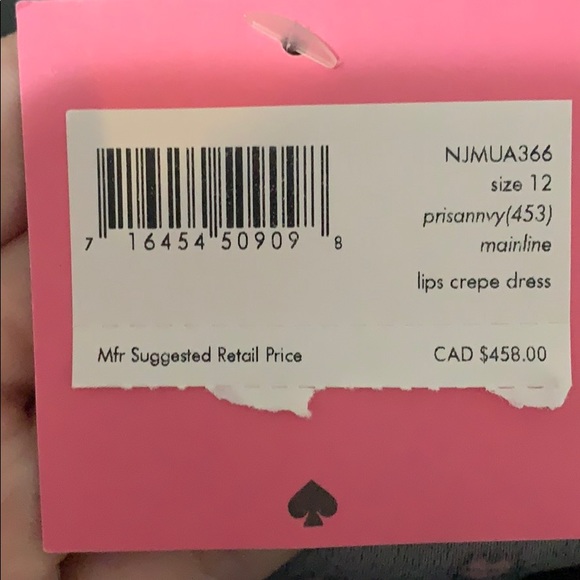 NJMUA366
size 12
prisannvy(453)
mainline
lips crepe dress
7 16454 50909 8
Mfr Suggested Retail Price CAD $458.00